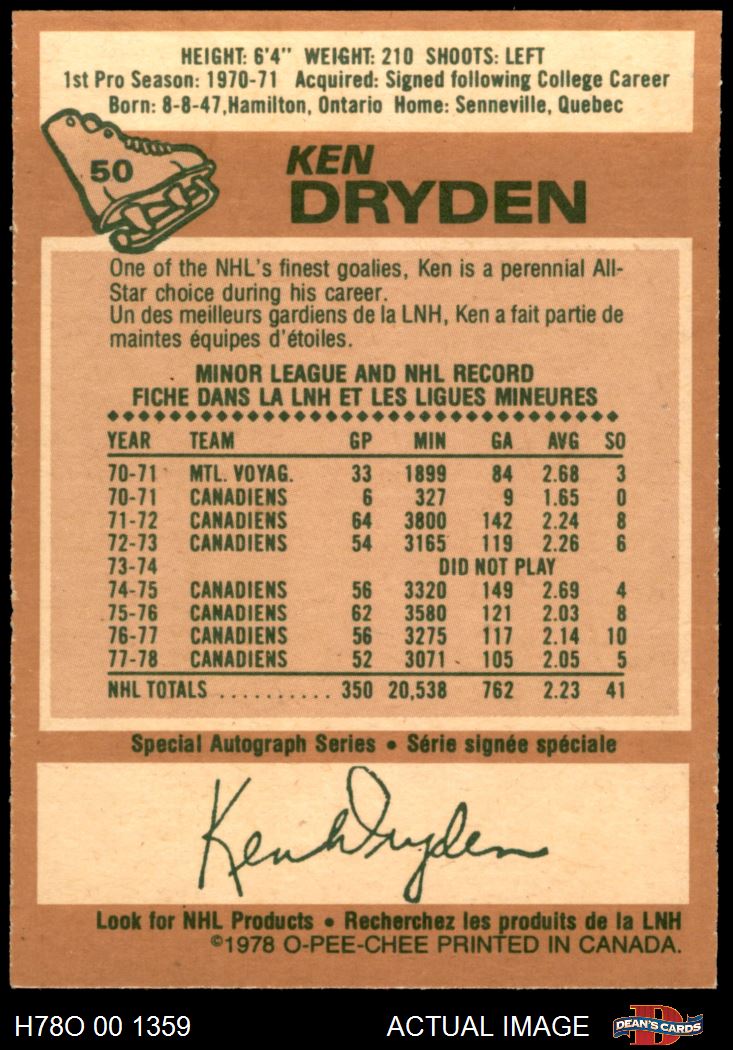 HEIGHT: 6'4" WEIGHT: 210 SHOOTS: LEFT
1st Pro Season: 1970-71 Acquired: Signed following College Career
Born: 8-8-47, Hamilton, Ontario Home: Senneville, Quebec
50
KEN
DRYDEN
One of the NHL's finest goalies, Ken is a perennial All-
Star choice during his career.
Un des meilleurs gardiens de la LNH, Ken a fait partie de
maintes équipes d'étoiles.
MINOR LEAGUE AND NHL RECORD
FICHE DANS LA LNH ET LES LIGUES MINEURES
YEAR TEAM GP MIN GA AVG SO
70-71 MTL. VOYAG. 33 1899 84 2.68 3
70-71 CANADIENS 6 327 9 1.65 0
71-72 CANADIENS 64 3800 142 2.24 8
72-73 CANADIENS 54 3165 119 2.26 6
73-74 DID NOT PLAY
74-75 CANADIENS 56 3320 149 2.69 4
75-76 CANADIENS 62 3580 121 2.03 8
76-77 CANADIENS 56 3275 117 2.14 10
77-78 CANADIENS 52 3071 105 2.05 5
NHL TOTALS .......... 350 20,538 762 2.23 41
Special Autograph Series • Série signée spéciale
Ken Dryden
Look for NHL Products • Recherchez les produits de la LNH
©1978 O-PEE-CHEE PRINTED IN CANADA.
H78O 00 1359 ACTUAL IMAGE D DEAN'S CARDS